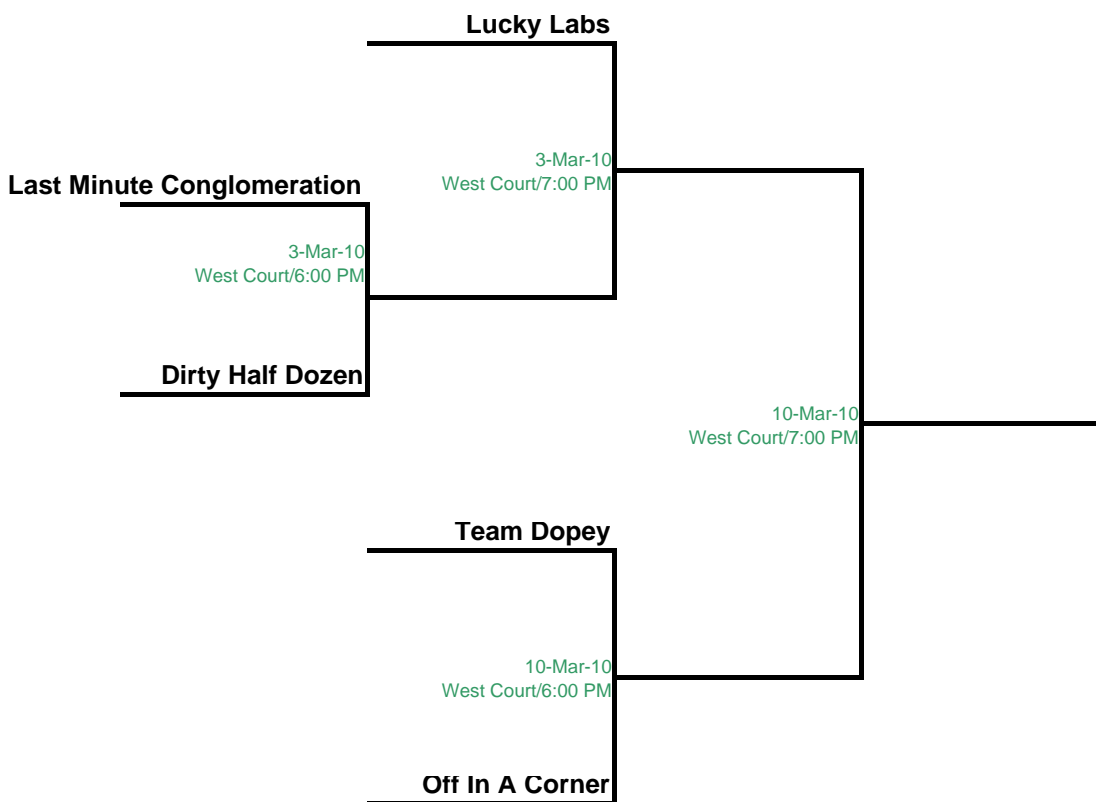 Lucky Labs
3-Mar-10
West Court/7:00 PM
Last Minute Conglomeration
3-Mar-10
West Court/6:00 PM
Dirty Half Dozen
10-Mar-10
West Court/7:00 PM
Team Dopey
10-Mar-10
West Court/6:00 PM
Off In A Corner